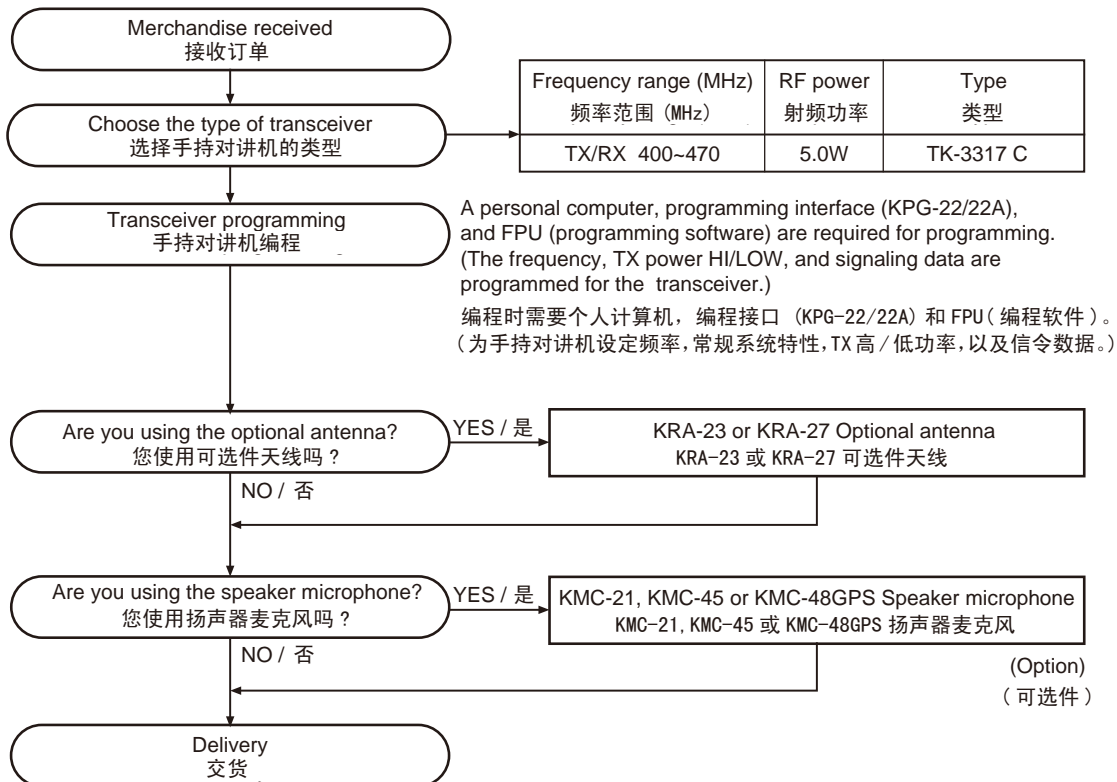 Merchandise received
接收订单
Choose the type of transceiver
选择手持对讲机的类型
Frequency range (MHz) RF power Type
频率范围 (MHz) 射频功率 类型
TX/RX 400~470 5.0W TK-3317 C
Transceiver programming
手持对讲机编程
A personal computer, programming interface (KPG-22/22A),
and FPU (programming software) are required for programming.
(The frequency, TX power HI/LOW, and signaling data are
programmed for the transceiver.)
编程时需要个人计算机，编程接口 (KPG-22/22A) 和 FPU( 编程软件 )。
(为手持对讲机设定频率，常规系统特性，TX 高 / 低功率，以及信令数据。)
Are you using the optional antenna?
您使用可选件天线吗 ?
YES / 是
KRA-23 or KRA-27 Optional antenna
KRA-23 或 KRA-27 可选件天线
NO / 否
Are you using the speaker microphone?
您使用扬声器麦克风吗 ?
YES / 是
KMC-21, KMC-45 or KMC-48GPS Speaker microphone
KMC-21, KMC-45 或 KMC-48GPS 扬声器麦克风
NO / 否
(Option)
( 可选件 )
Delivery
交货